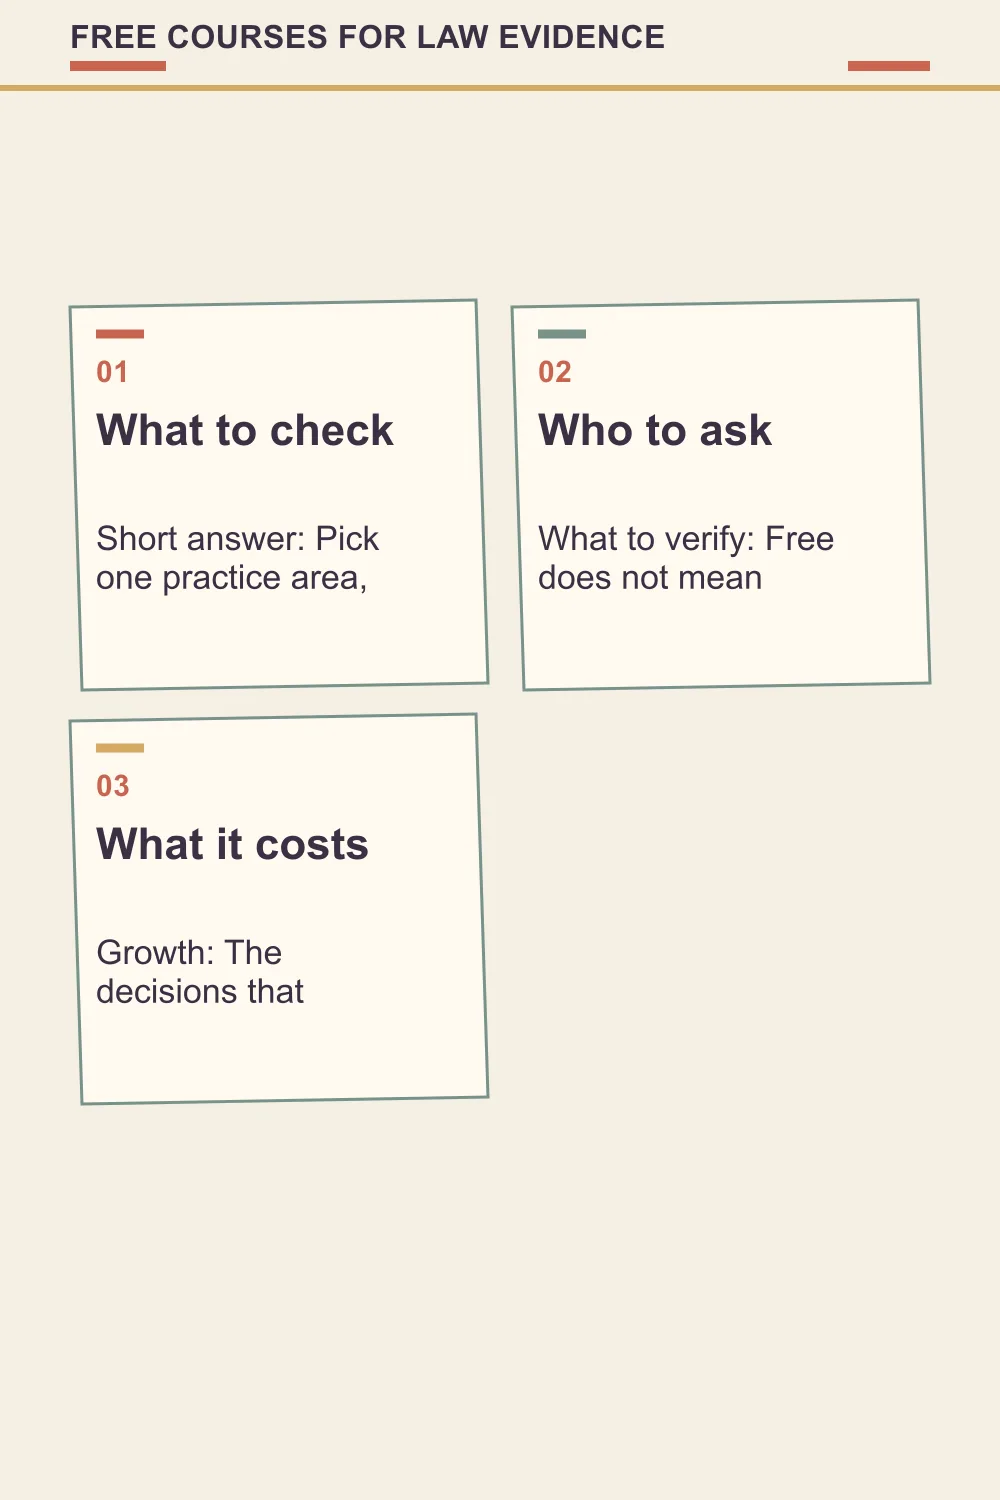 FREE COURSES FOR LAW EVIDENCE
01
What to check
Short answer: Pick
one practice area,
02
Who to ask
What to verify: Free
does not mean
03
What it costs
Growth: The
decisions that